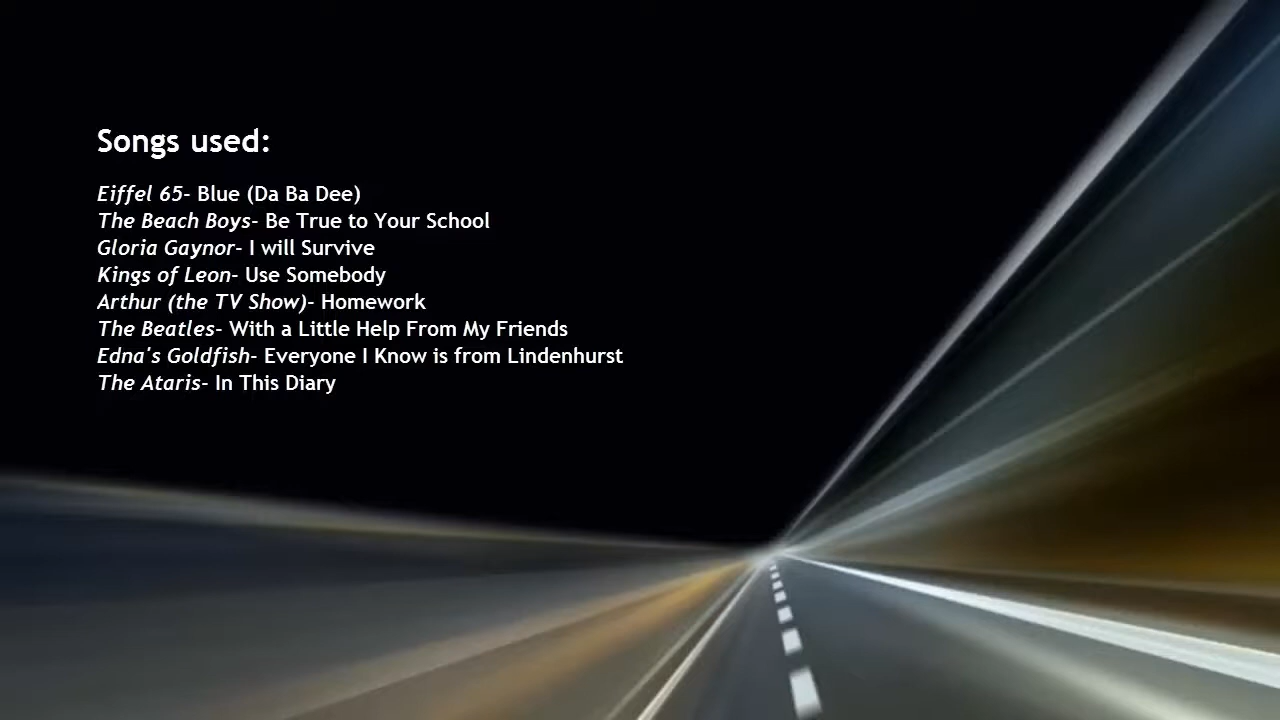 Songs used:
Eiffel 65- Blue (Da Ba Dee)
The Beach Boys- Be True to Your School
Gloria Gaynor- I will Survive
Kings of Leon- Use Somebody
Arthur (the TV Show)- Homework
The Beatles- With a Little Help From My Friends
Edna's Goldfish- Everyone I Know is from Lindenhurst
The Ataris- In This Diary